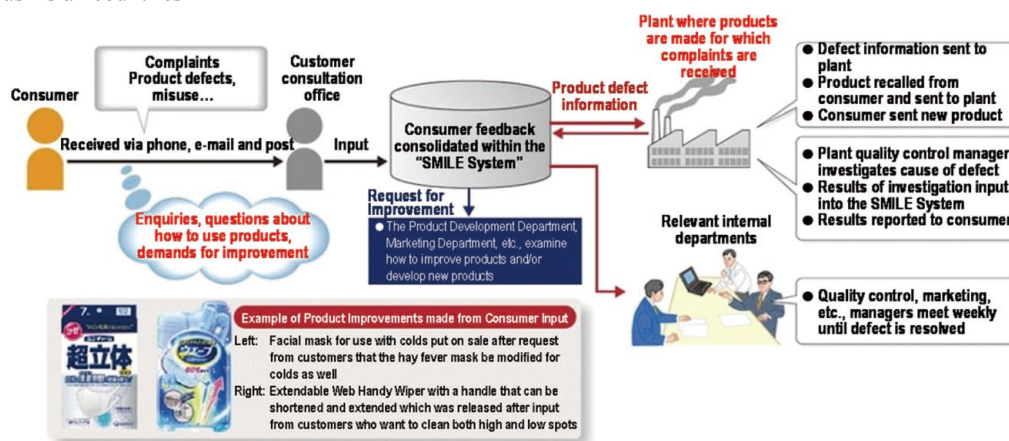 Complaints
Product defects,
misuse…
Consumer
Customer
consultation
office
Received via phone, e-mail and post
Input
Enquiries, questions about
how to use products,
demands for improvement
Consumer feedback
consolidated within the
“SMILE System”
Request for
Improvement
● The Product Development Department,
Marketing Department, etc., examine
how to improve products and/or
develop new products
Product defect
information
Plant where products
are made for which
complaints are
received
● Defect information sent to
plant
● Product recalled from
consumer and sent to plant
● Consumer sent new product
● Plant quality control manager
investigates cause of defect
● Results of investigation input
into the SMILE System
● Results reported to consumer
Relevant internal
departments
● Quality control, marketing,
etc., managers meet weekly
until defect is resolved
Example of Product Improvements made from Consumer Input
Left: Facial mask for use with colds put on sale after request
from customers that the hay fever mask be modified for
colds as well
Right: Extendable Web Handy Wiper with a handle that can be
shortened and extended which was released after input
from customers who want to clean both high and low spots
超立体